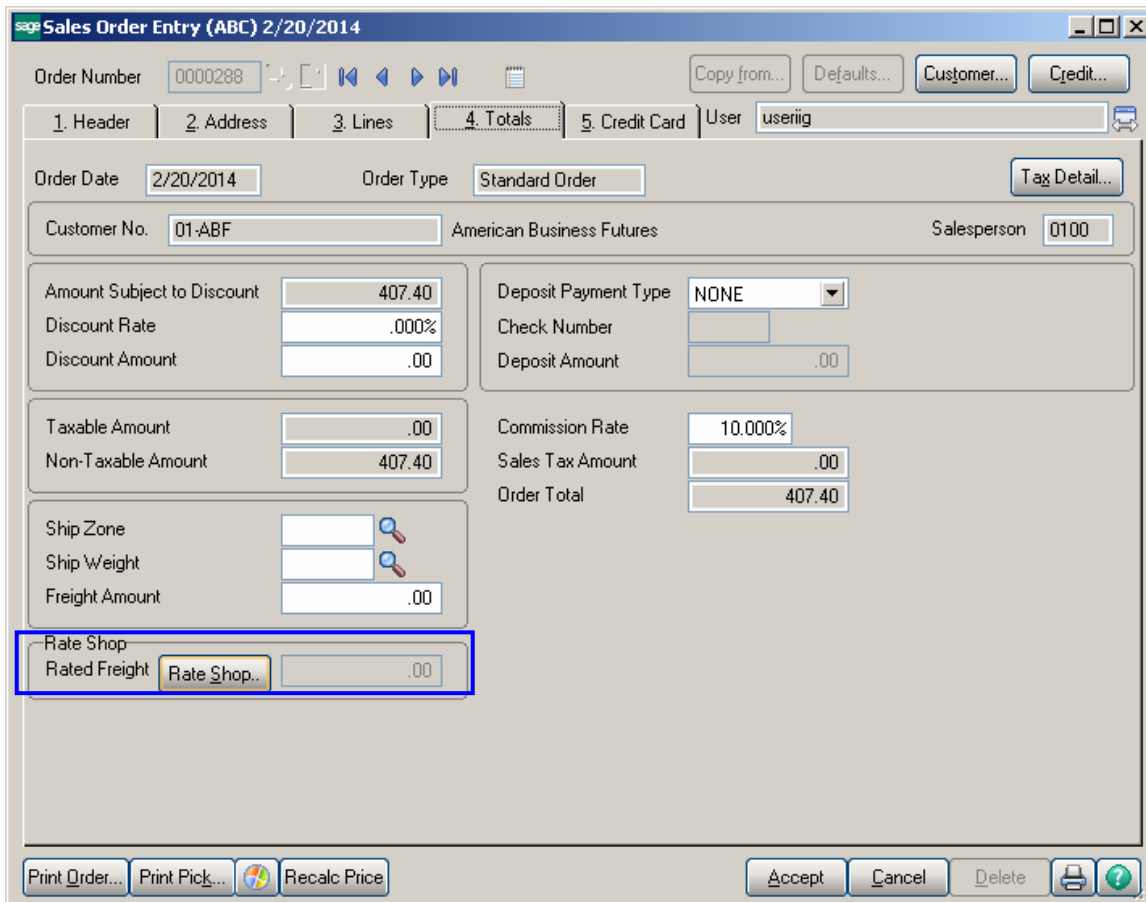 sage Sales Order Entry (ABC) 2/20/2014
Order Number 0000288 Copy from... Defaults... Customer... Credit...
1. Header 2. Address 3. Lines 4. Totals 5. Credit Card User useriig
Order Date 2/20/2014 Order Type Standard Order Tax Detail...
Customer No. 01-ABF American Business Futures Salesperson 0100
Amount Subject to Discount 407.40 Deposit Payment Type NONE
Discount Rate .000% Check Number
Discount Amount .00 Deposit Amount .00
Taxable Amount .00 Commission Rate 10.000%
Non-Taxable Amount 407.40 Sales Tax Amount .00
Order Total 407.40
Ship Zone
Ship Weight
Freight Amount .00
Rate Shop
Rated Freight Rate Shop.. .00
Print Order... Print Pick... Recalc Price Accept Cancel Delete